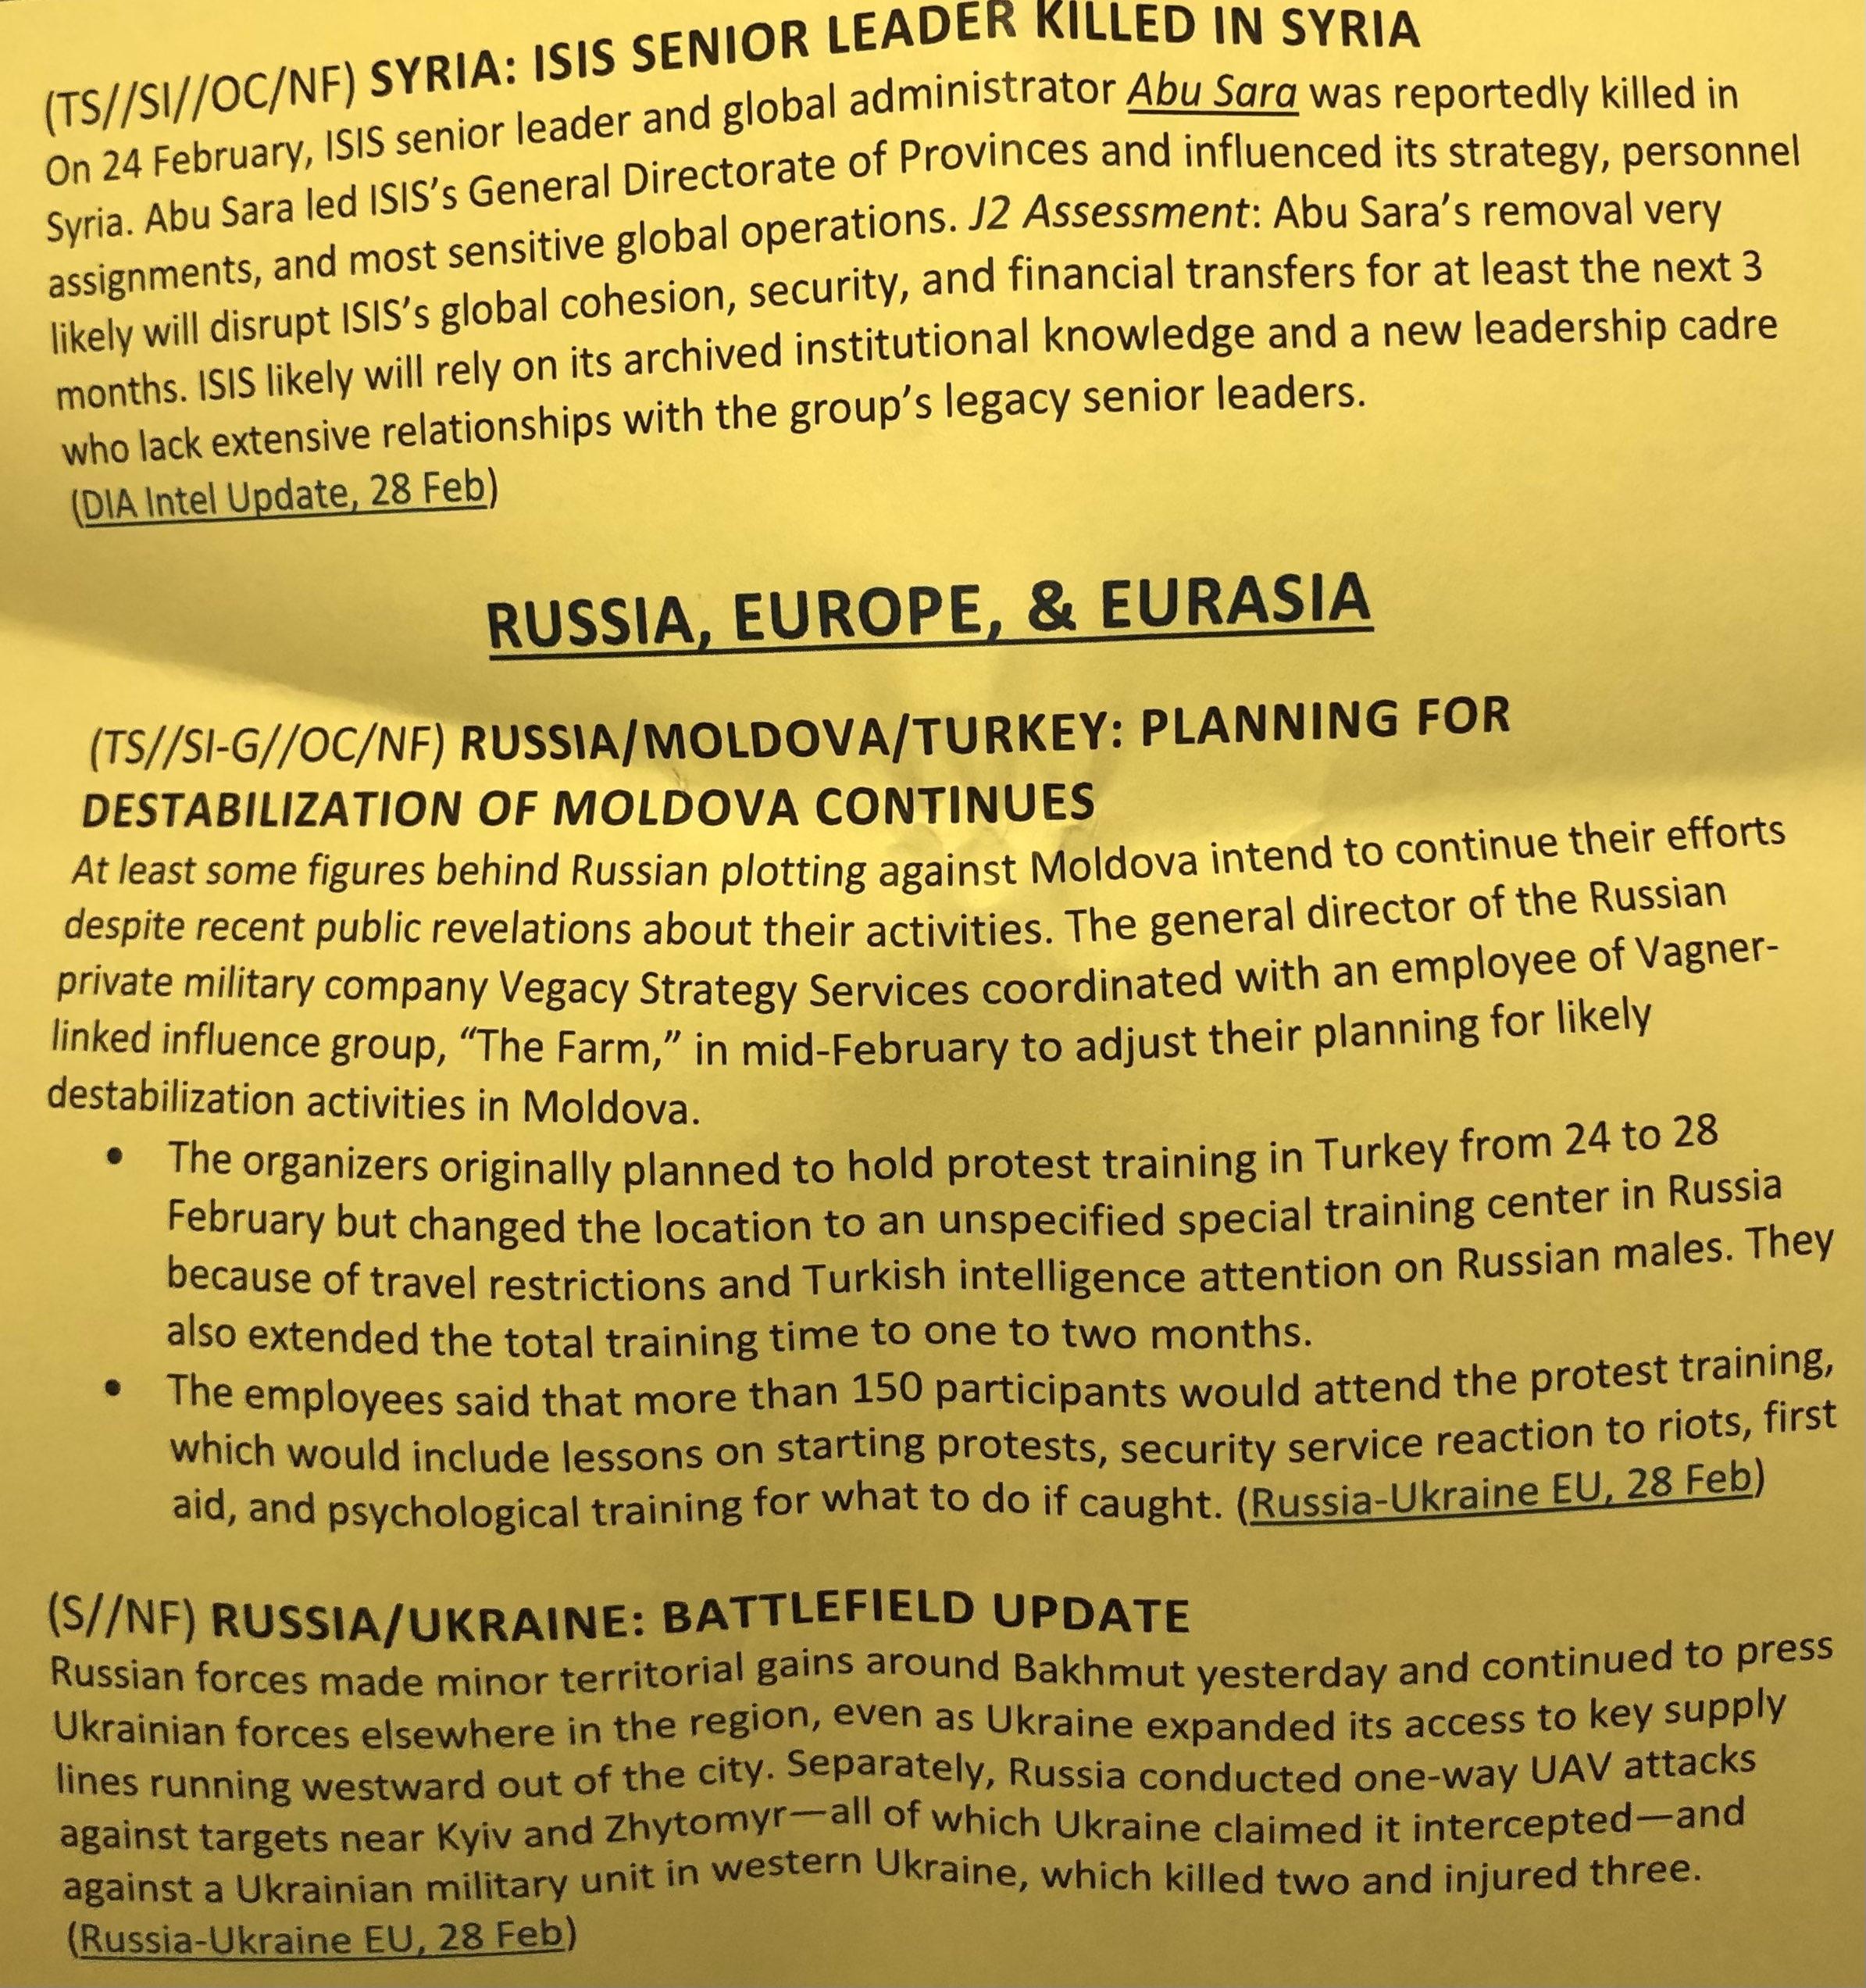 (TS//SI//OC/NF) SYRIA: ISIS SENIOR LEADER KILLED IN SYRIA
On 24 February, ISIS senior leader and global administrator Abu Sara was reportedly killed in
Syria. Abu Sara led ISIS’s General Directorate of Provinces and influenced its strategy, personnel
assignments, and most sensitive global operations. J2 Assessment: Abu Sara’s removal very
likely will disrupt ISIS’s global cohesion, security, and financial transfers for at least the next 3
months. ISIS likely will rely on its archived institutional knowledge and a new leadership cadre
who lack extensive relationships with the group’s legacy senior leaders.
(DIA Intel Update, 28 Feb)
RUSSIA, EUROPE, & EURASIA
(TS//SI-G//OC/NF) RUSSIA/MOLDOVA/TURKEY: PLANNING FOR
DESTABILIZATION OF MOLDOVA CONTINUES
At least some figures behind Russian plotting against Moldova intend to continue their efforts
despite recent public revelations about their activities. The general director of the Russian
private military company Vegacy Strategy Services coordinated with an employee of Vagner-
linked influence group, “The Farm,” in mid-February to adjust their planning for likely
destabilization activities in Moldova.
• The organizers originally planned to hold protest training in Turkey from 24 to 28
February but changed the location to an unspecified special training center in Russia
because of travel restrictions and Turkish intelligence attention on Russian males. They
also extended the total training time to one to two months.
• The employees said that more than 150 participants would attend the protest training,
which would include lessons on starting protests, security service reaction to riots, first
aid, and psychological training for what to do if caught. (Russia-Ukraine EU, 28 Feb)
(S//NF) RUSSIA/UKRAINE: BATTLEFIELD UPDATE
Russian forces made minor territorial gains around Bakhmut yesterday and continued to press
Ukrainian forces elsewhere in the region, even as Ukraine expanded its access to key supply
lines running westward out of the city. Separately, Russia conducted one-way UAV attacks
against targets near Kyiv and Zhytomyr—all of which Ukraine claimed it intercepted—and
against a Ukrainian military unit in western Ukraine, which killed two and injured three.
(Russia-Ukraine EU, 28 Feb)